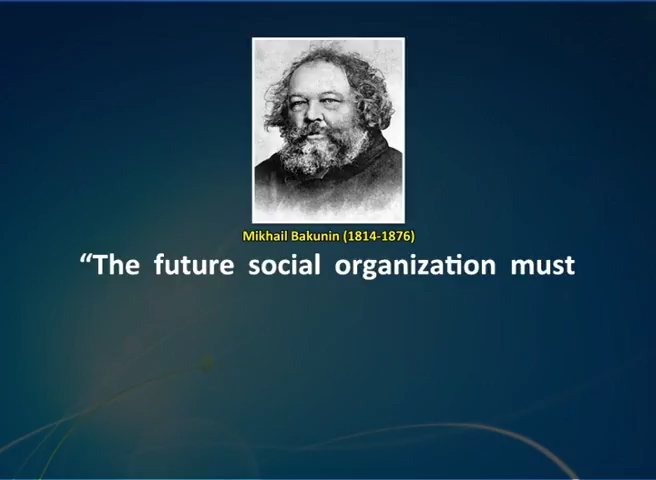 Mikhail Bakunin (1814-1876)
“The future social organization must